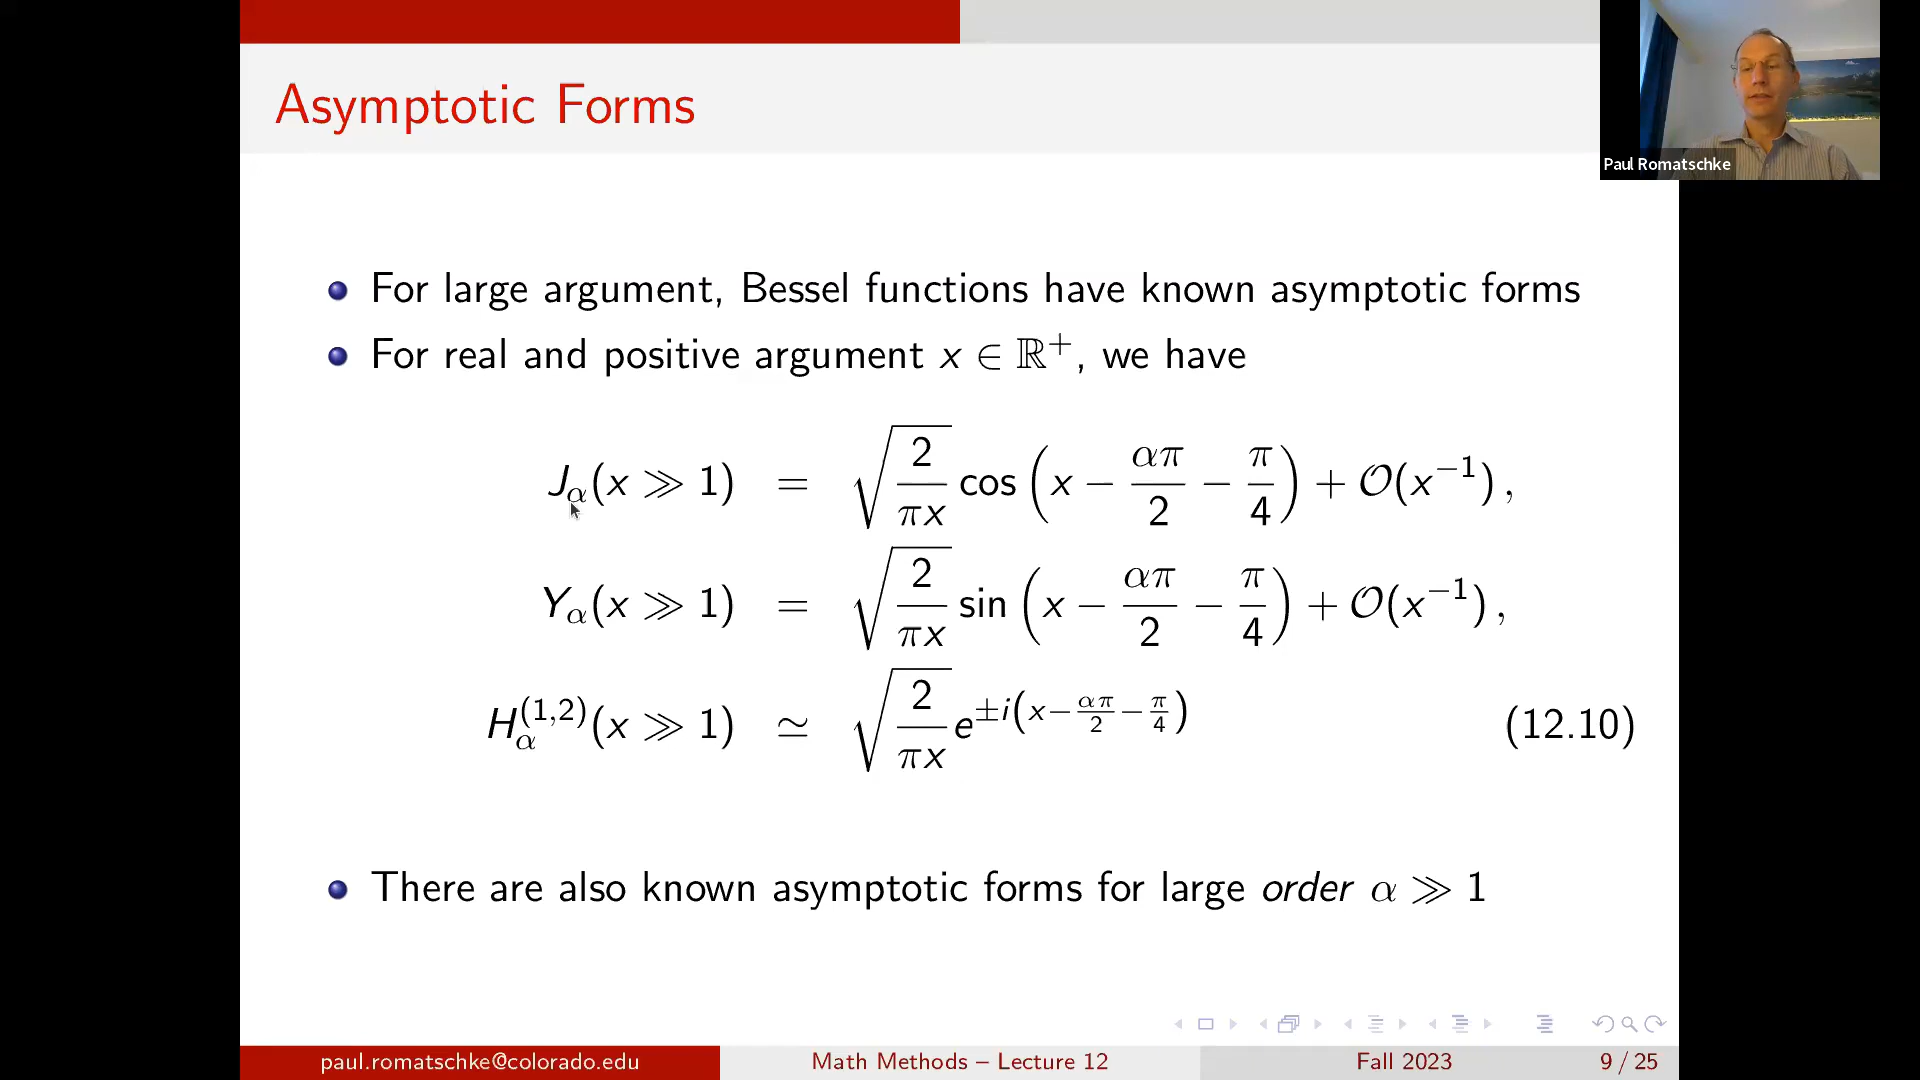 Asymptotic Forms
Paul Romatschke
For large argument, Bessel functions have known asymptotic forms
For real and positive argument x ∈ ℝ⁺, we have
J_α(x ≫ 1) = √(2/(πx)) cos(x − απ/2 − π/4) + 𝒪(x⁻¹),
Y_α(x ≫ 1) = √(2/(πx)) sin(x − απ/2 − π/4) + 𝒪(x⁻¹),
H_α^(1,2)(x ≫ 1) ≃ √(2/(πx)) e^{±i(x−απ/2−π/4)} (12.10)
There are also known asymptotic forms for large order α ≫ 1
paul.romatschke@colorado.edu Math Methods – Lecture 12 Fall 2023 9 / 25